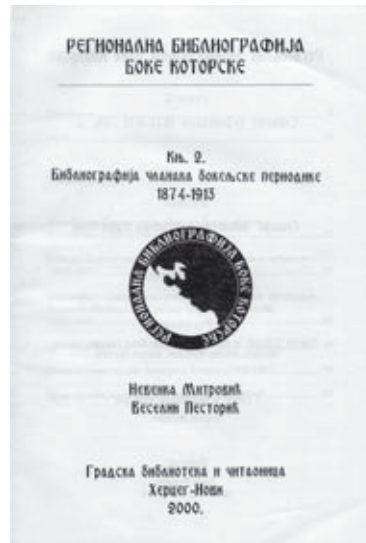 РЕГИОНАЛНА БИБЛИОГРАФИЈА
БОКЕ КОТОРСКЕ
Књ. 2.
Библиографија чланака бокељске периодике
1874-1913
РЕГИОНАЛНА БИБЛИОГРАФИЈА БОКЕ КОТОРСКЕ
Невенка Митровић
Веселин Песторић
Градска библиотека и читаоница
Херцег-Нови
2000.